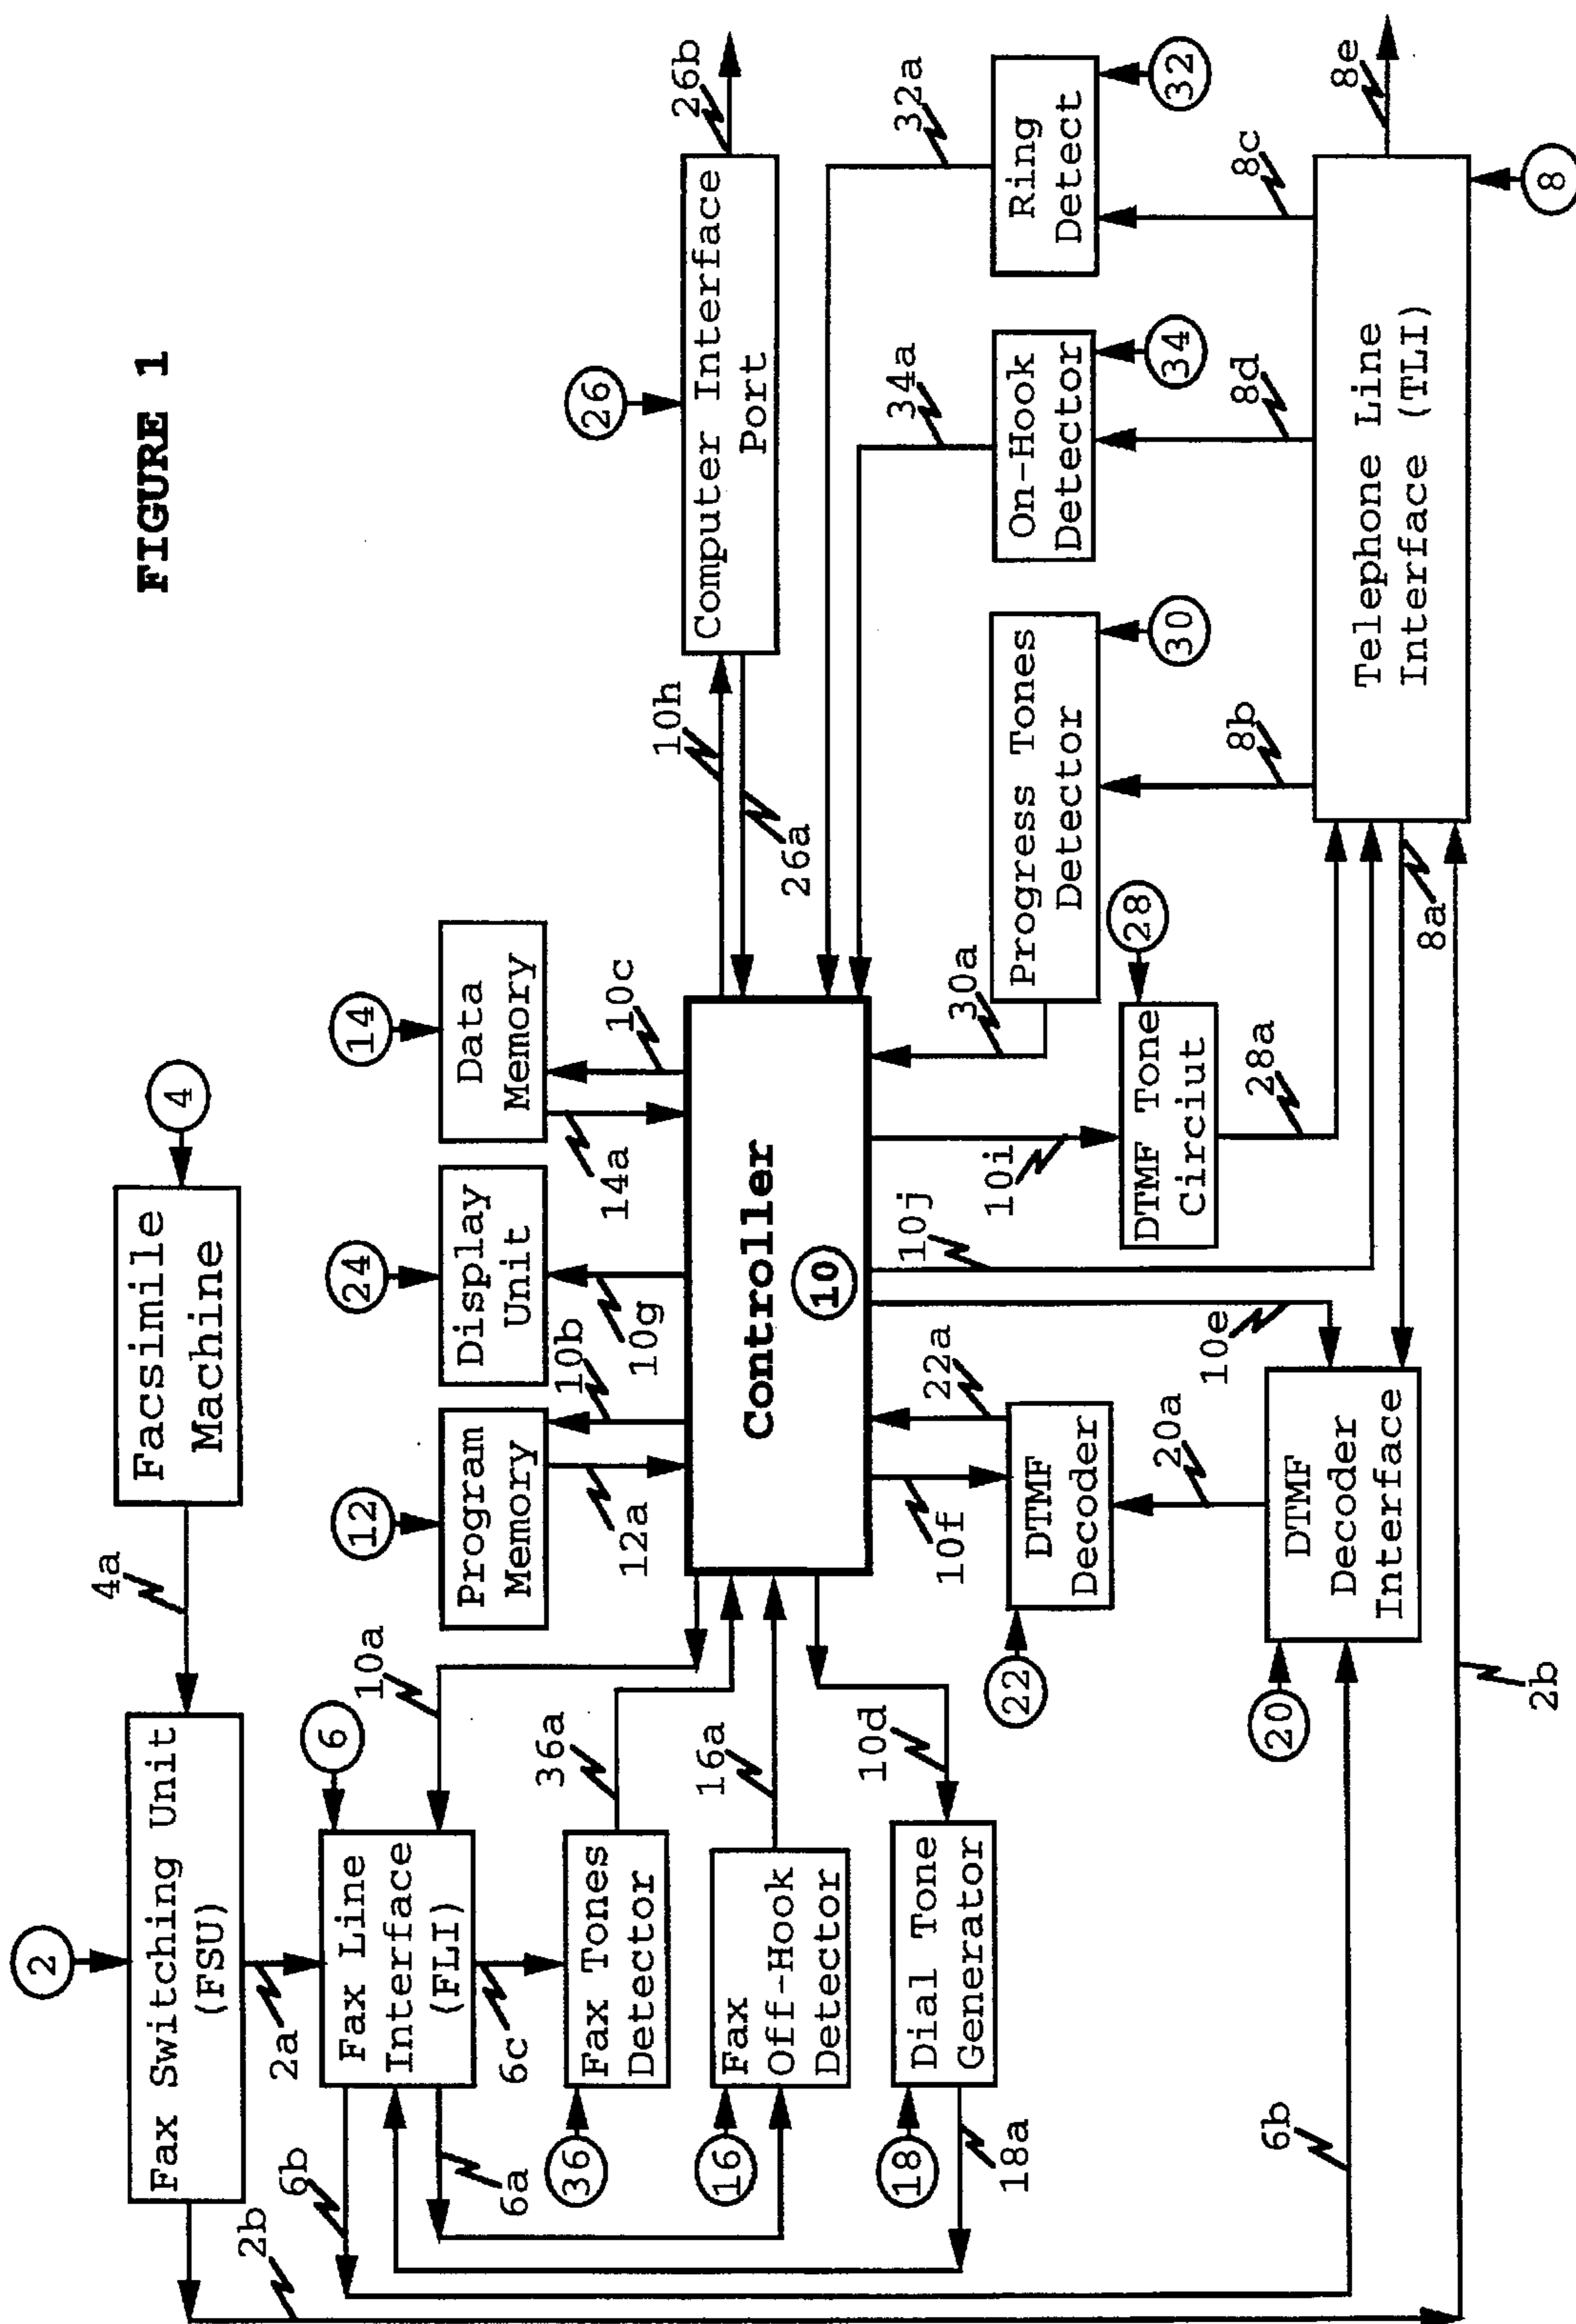 FIGURE 1
2
Fax Switching Unit
(FSU)
4a
Facsimile
Machine
4
2b
2a
6b
6
Fax Line
Interface
(FLI)
10a
12
Program
Memory
24
Display
Unit
14
Data
Memory
26
Computer Interface
Port
26b
6a
6c
36
Fax Tones
Detector
36a
12a
10b
10g
14a
10c
10h
26a
16
Fax
Off-Hook
Detector
16a
Controller
10
18
Dial Tone
Generator
10d
18a
10f
22a
10e
10j
10i
30a
34a
32a
22
DTMF
Decoder
28
DTMF Tone
Circiut
Progress Tones
Detector
30
On-Hook
Detector
34
Ring
Detect
32
20a
28a
8b
8d
8c
6b
20
DTMF
Decoder
Interface
8a
Telephone Line
Interface (TLI)
8e
8
2b